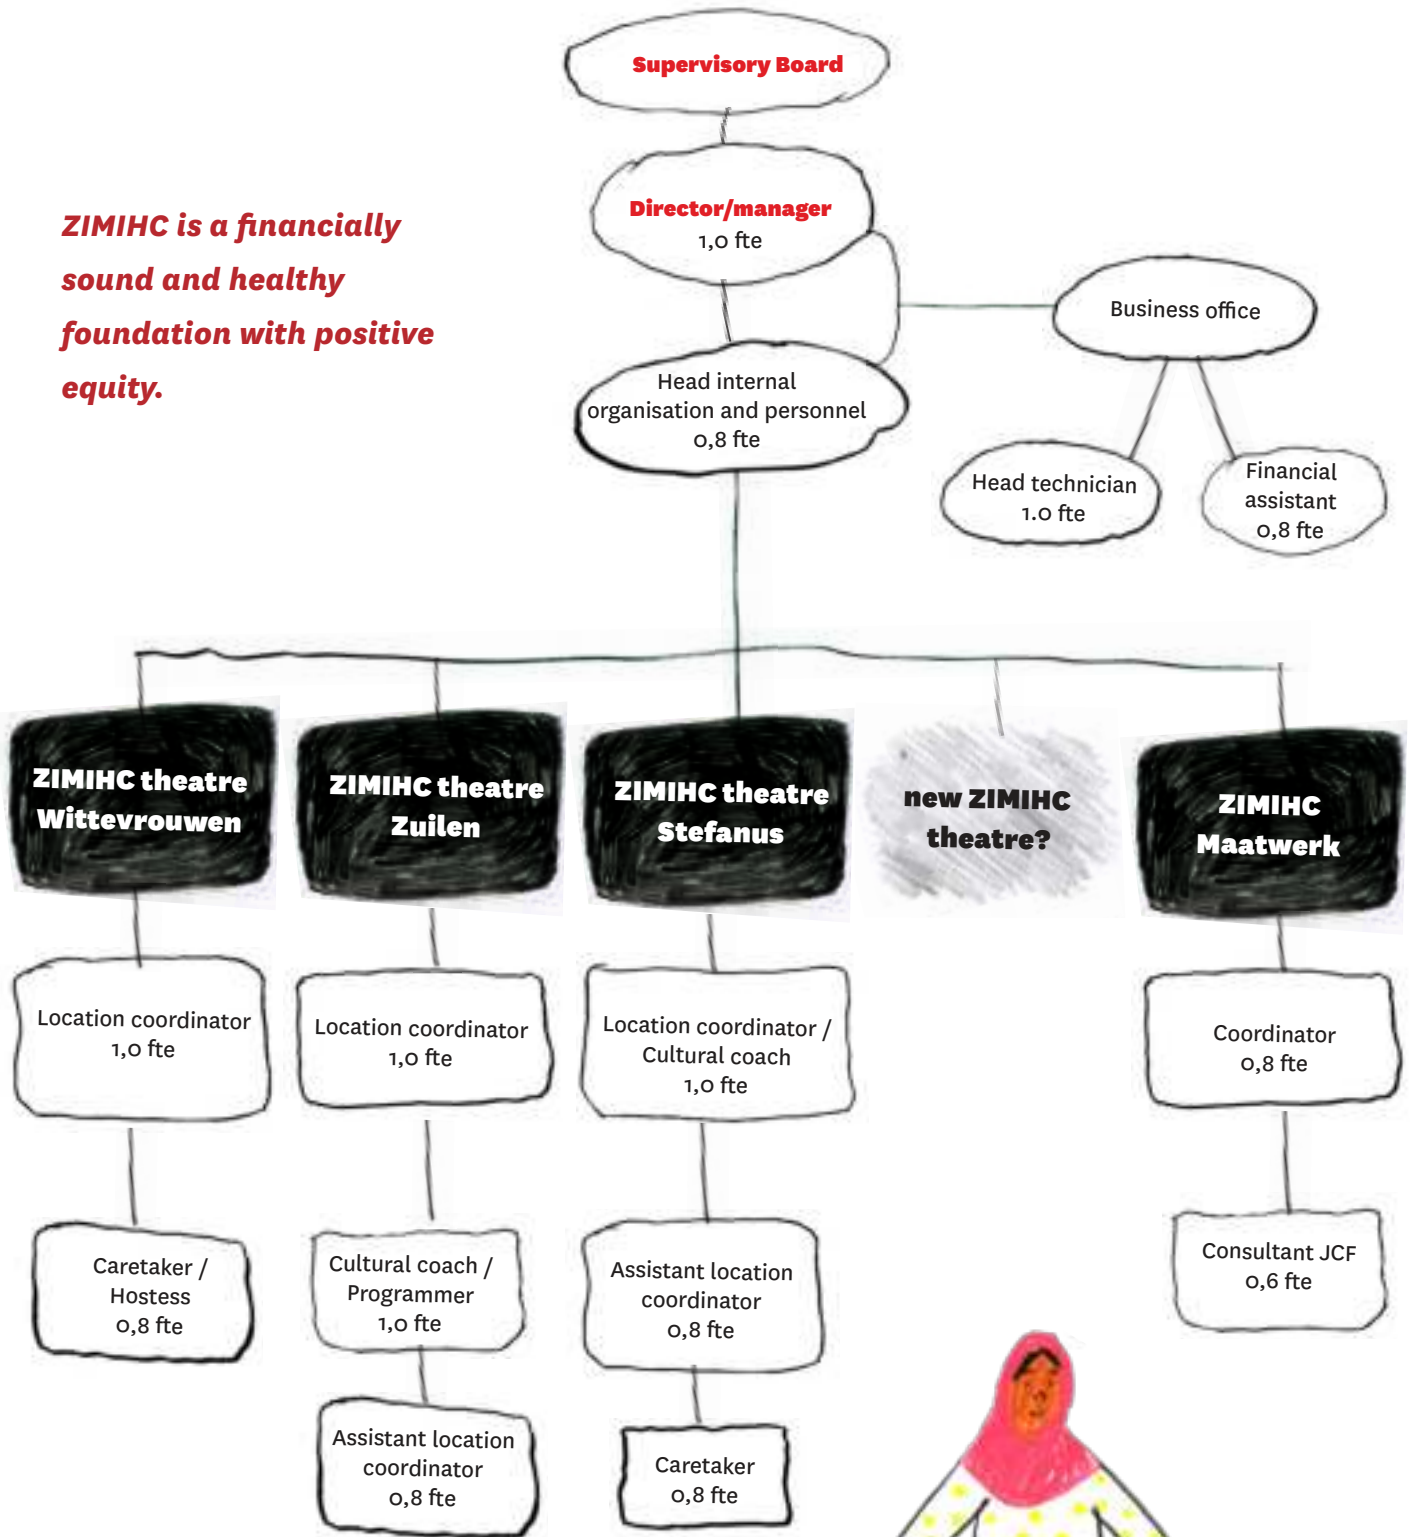 Supervisory Board
Director/manager
1,0 fte
ZIMIHC is a financially
sound and healthy
foundation with positive
equity.
Business office
Head internal
organisation and personnel
0,8 fte
Head technician
1.0 fte
Financial
assistant
0,8 fte
ZIMIHC theatre
Wittevrouwen
ZIMIHC theatre
Zuilen
ZIMIHC theatre
Stefanus
new ZIMIHC
theatre?
ZIMIHC
Maatwerk
Location coordinator
1,0 fte
Location coordinator
1,0 fte
Location coordinator /
Cultural coach
1,0 fte
Coordinator
0,8 fte
Caretaker /
Hostess
0,8 fte
Cultural coach /
Programmer
1,0 fte
Assistant location
coordinator
0,8 fte
Consultant JCF
0,6 fte
Assistant location
coordinator
0,8 fte
Caretaker
0,8 fte